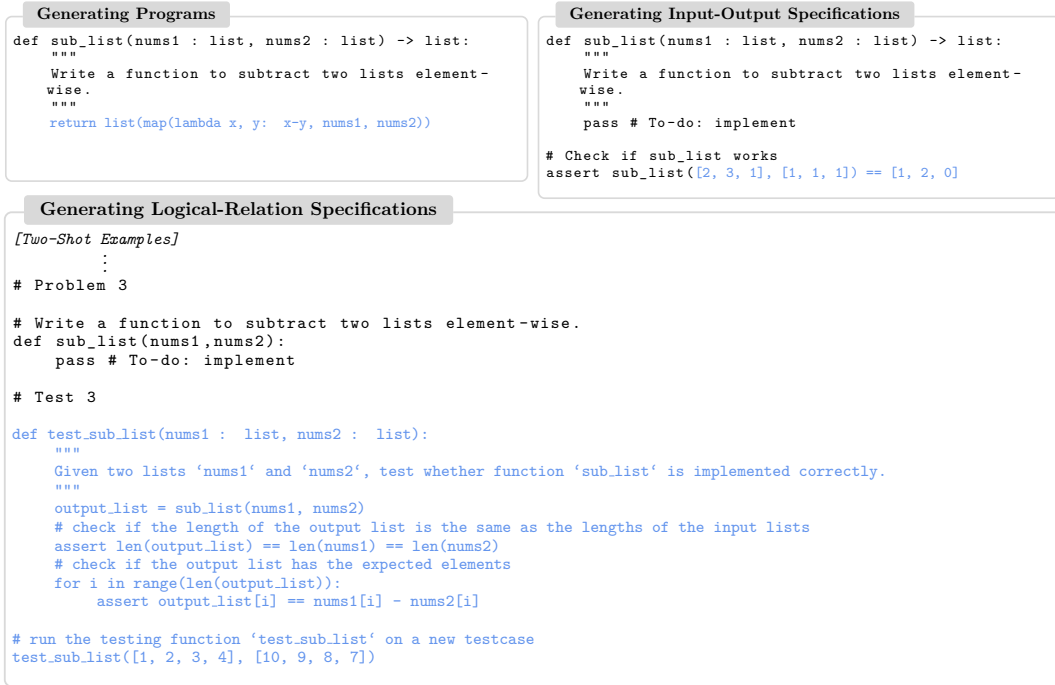 Generating Programs
def sub_list(nums1 : list, nums2 : list) -> list:
    """
    Write a function to subtract two lists element-
    wise.
    """
    return list(map(lambda x, y: x-y, nums1, nums2))
Generating Input-Output Specifications
def sub_list(nums1 : list, nums2 : list) -> list:
    """
    Write a function to subtract two lists element-
    wise.
    """
    pass # To-do: implement
# Check if sub_list works
assert sub_list([2, 3, 1], [1, 1, 1]) == [1, 2, 0]
Generating Logical-Relation Specifications
[Two-Shot Examples]
⋮
# Problem 3
# Write a function to subtract two lists element-wise.
def sub_list(nums1,nums2):
    pass # To-do: implement
# Test 3
def test_sub_list(nums1 : list, nums2 : list):
    """
    Given two lists ‘nums1‘ and ‘nums2‘, test whether function ‘sub_list‘ is implemented correctly.
    """
    output_list = sub_list(nums1, nums2)
    # check if the length of the output list is the same as the lengths of the input lists
    assert len(output_list) == len(nums1) == len(nums2)
    # check if the output list has the expected elements
    for i in range(len(output_list)):
        assert output_list[i] == nums1[i] - nums2[i]
# run the testing function ‘test_sub_list‘ on a new testcase
test_sub_list([1, 2, 3, 4], [10, 9, 8, 7])